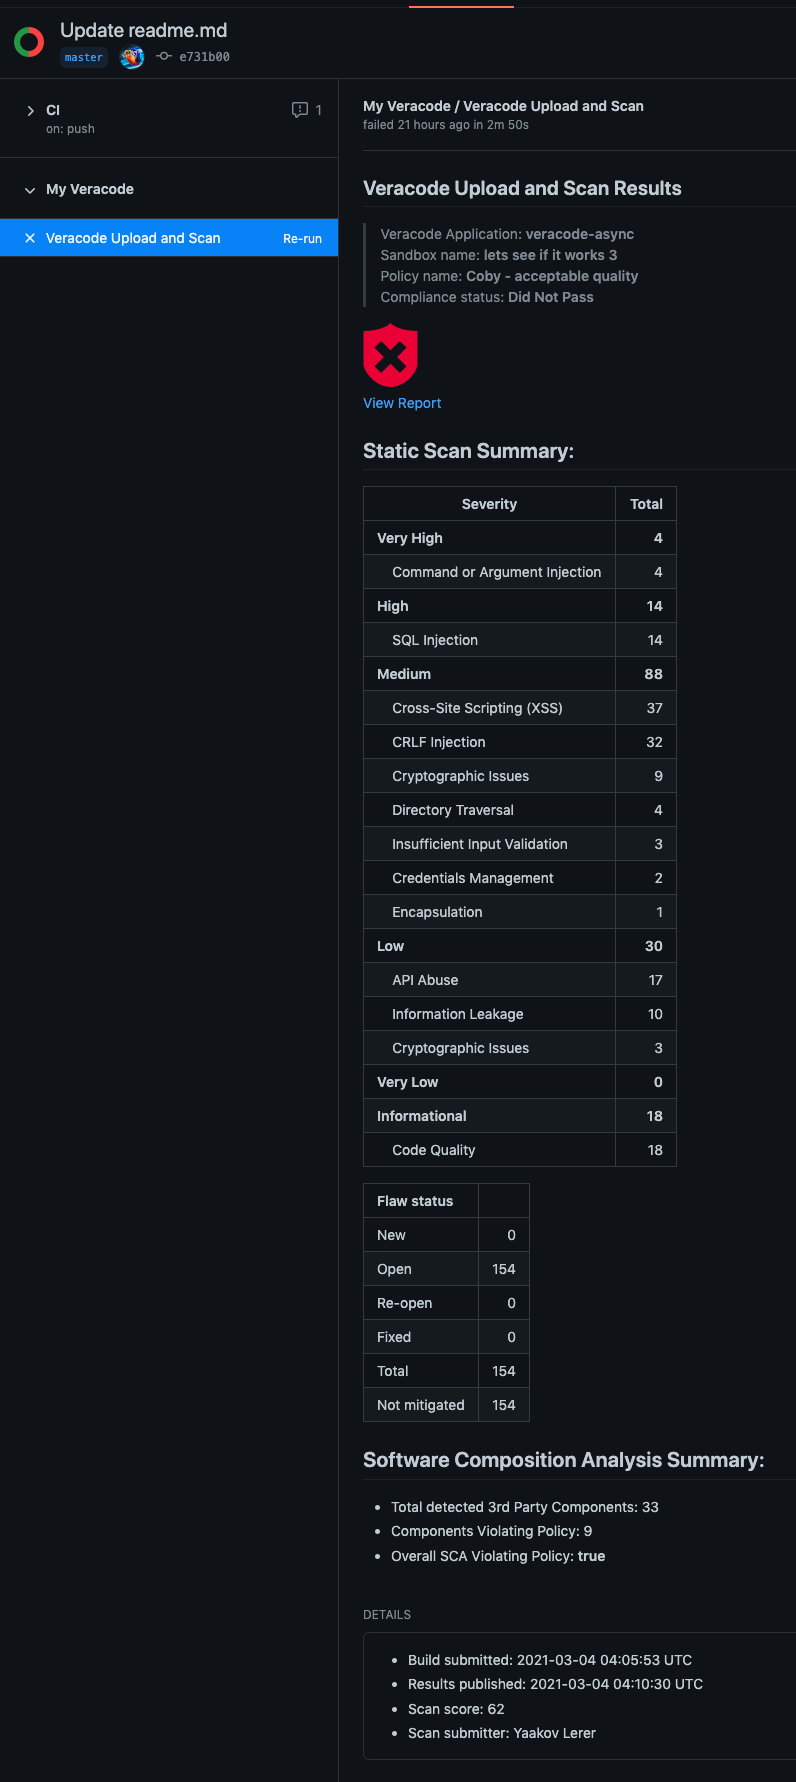 Update readme.md
master e731b00
CI 1
on: push
My Veracode
Veracode Upload and Scan Re-run
My Veracode / Veracode Upload and Scan
failed 21 hours ago in 2m 50s
Veracode Upload and Scan Results
Veracode Application: veracode-async
Sandbox name: lets see if it works 3
Policy name: Coby - acceptable quality
Compliance status: Did Not Pass
View Report
Static Scan Summary:
Severity Total
Very High 4
Command or Argument Injection 4
High 14
SQL Injection 14
Medium 88
Cross-Site Scripting (XSS) 37
CRLF Injection 32
Cryptographic Issues 9
Directory Traversal 4
Insufficient Input Validation 3
Credentials Management 2
Encapsulation 1
Low 30
API Abuse 17
Information Leakage 10
Cryptographic Issues 3
Very Low 0
Informational 18
Code Quality 18
Flaw status
New 0
Open 154
Re-open 0
Fixed 0
Total 154
Not mitigated 154
Software Composition Analysis Summary:
• Total detected 3rd Party Components: 33
• Components Violating Policy: 9
• Overall SCA Violating Policy: true
DETAILS
• Build submitted: 2021-03-04 04:05:53 UTC
• Results published: 2021-03-04 04:10:30 UTC
• Scan score: 62
• Scan submitter: Yaakov Lerer